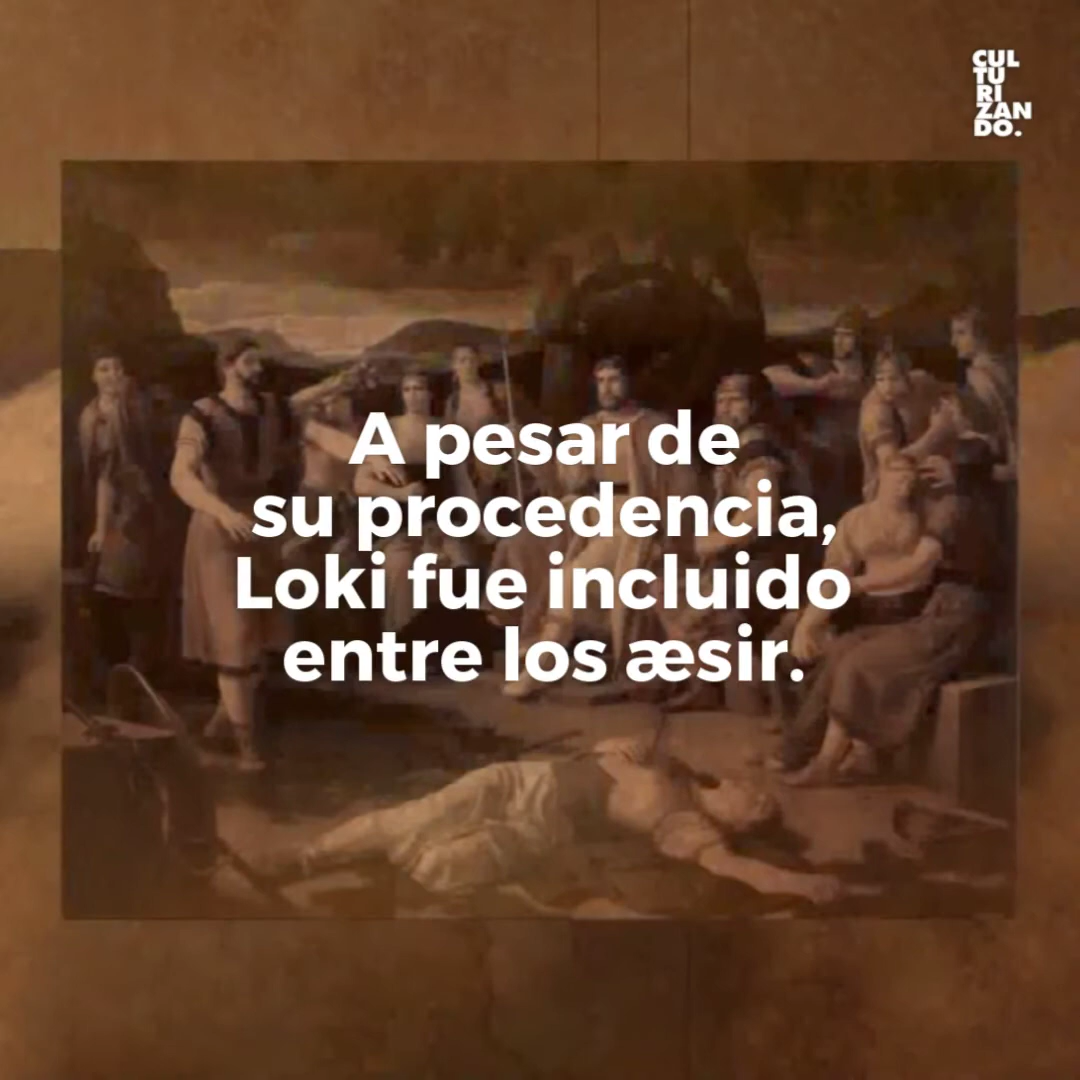 CUL
TU
RI
ZAN
DO.
A pesar de
su procedencia,
Loki fue incluido
entre los æsir.